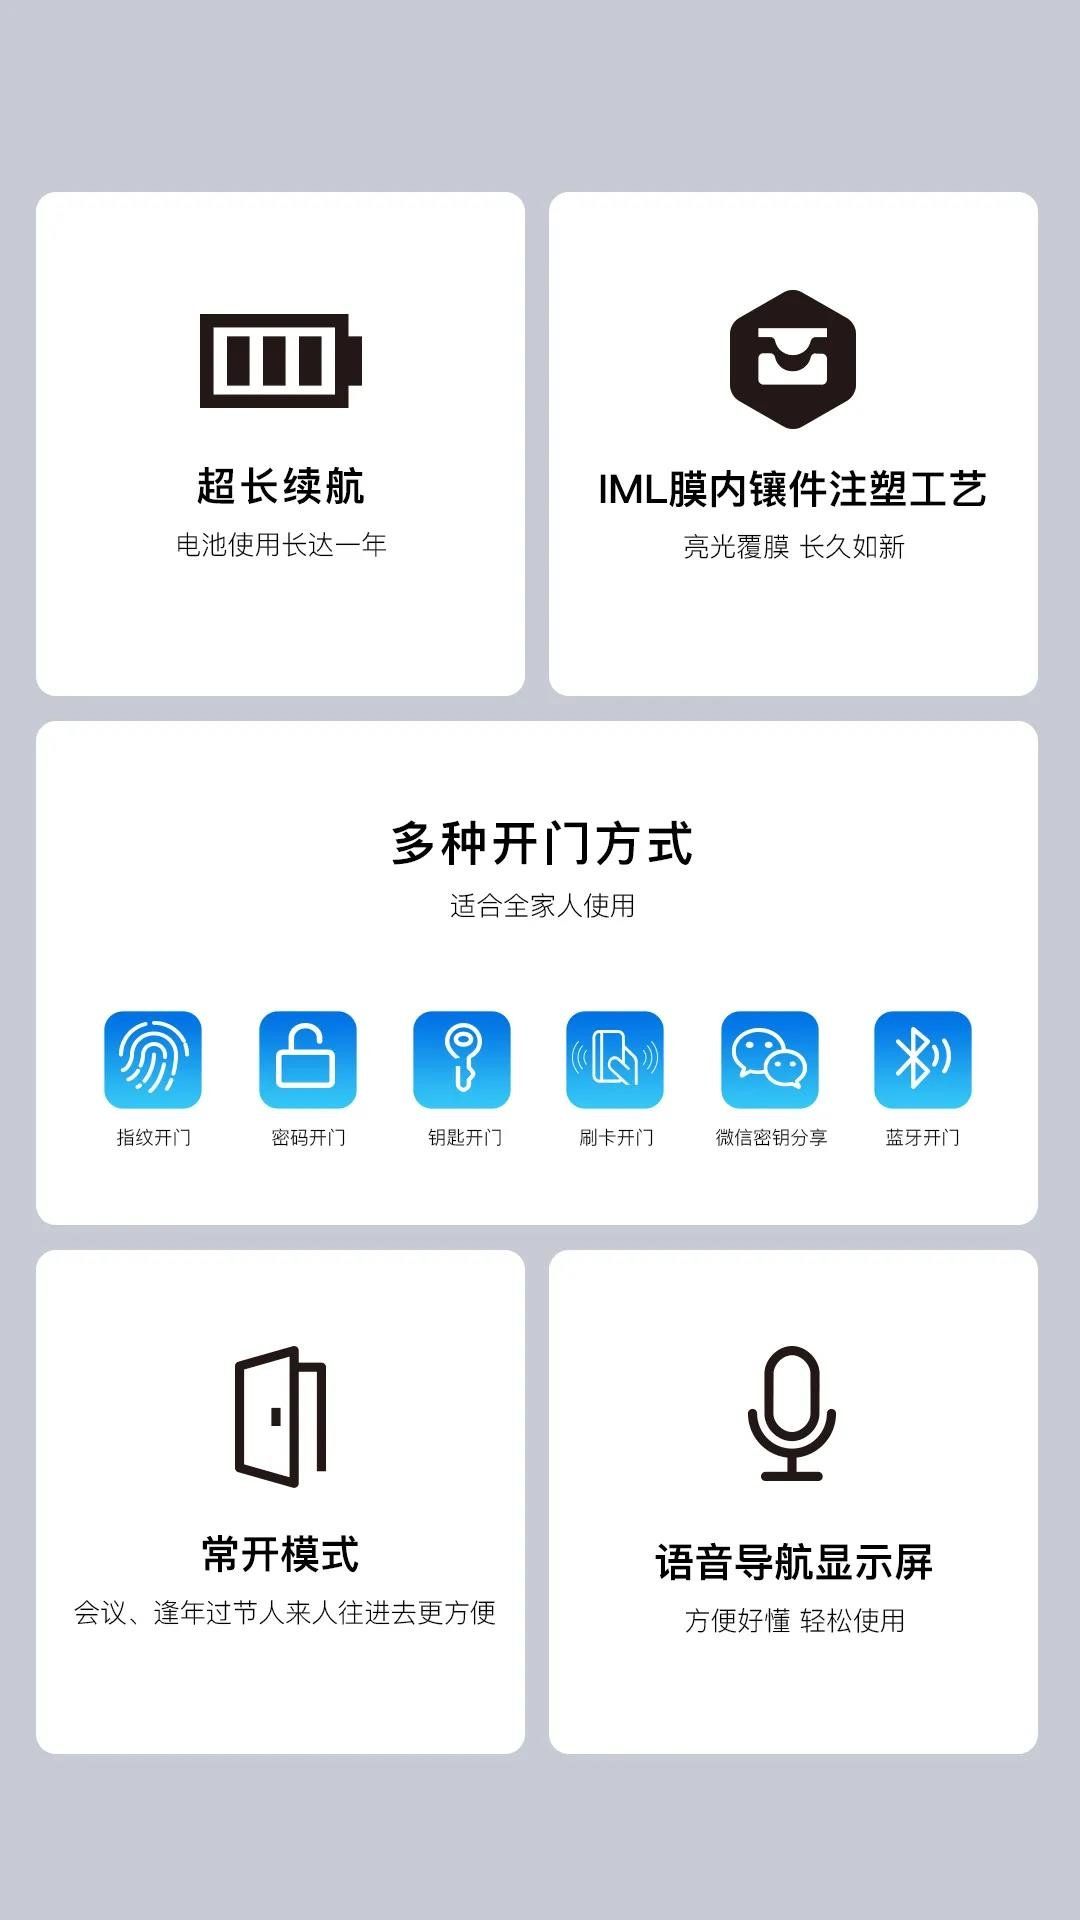 超长续航
电池使用长达一年
IML膜内镶件注塑工艺
亮光覆膜 长久如新
多种开门方式
适合全家人使用
指纹开门
密码开门
钥匙开门
刷卡开门
微信密钥分享
蓝牙开门
常开模式
会议、逢年过节人来人往进去更方便
语音导航显示屏
方便好懂 轻松使用